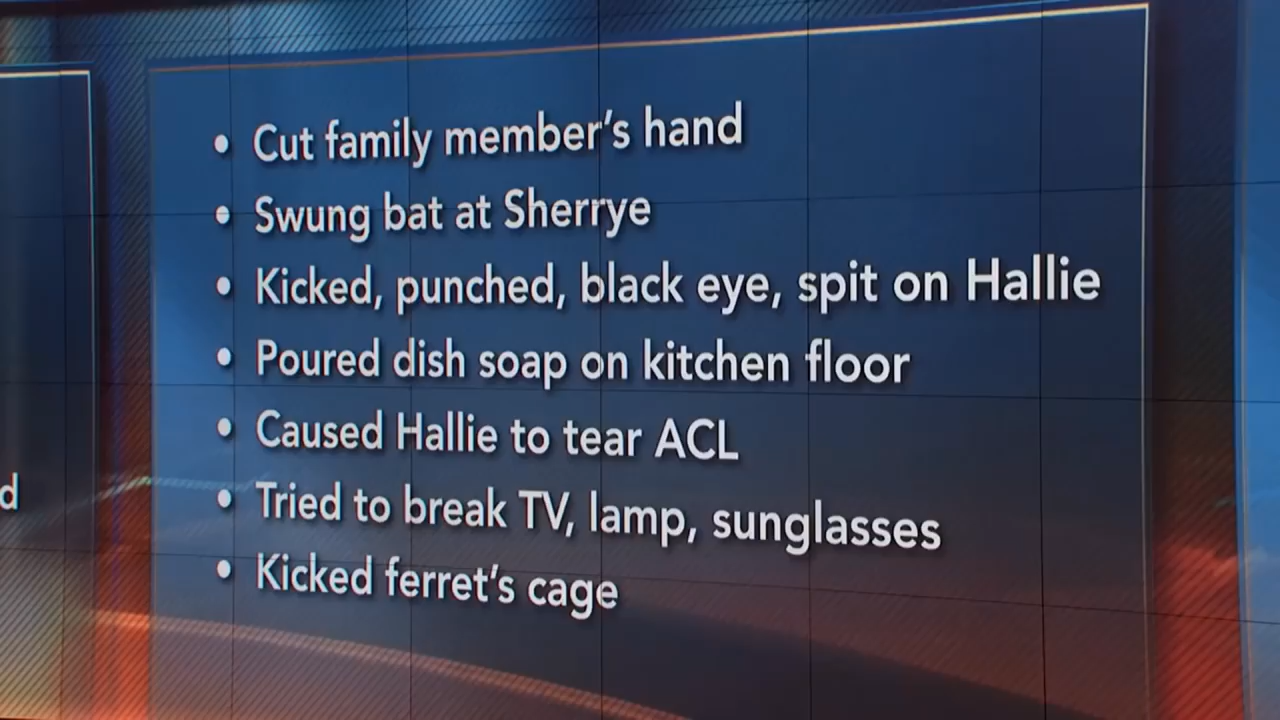 • Cut family member's hand
• Swung bat at Sherrye
• Kicked, punched, black eye, spit on Hallie
• Poured dish soap on kitchen floor
• Caused Hallie to tear ACL
• Tried to break TV, lamp, sunglasses
• Kicked ferret's cage
d